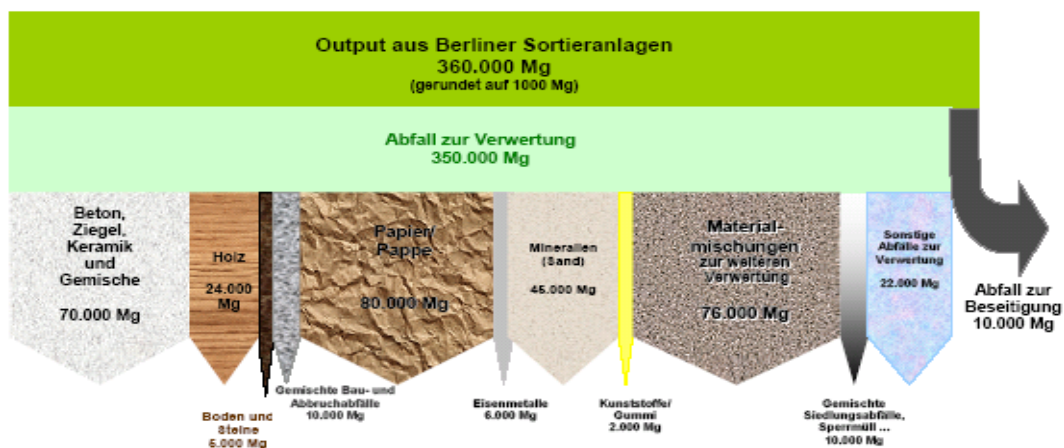 Output aus Berliner Sortieranlagen
360.000 Mg
(gerundet auf 1000 Mg)
Abfall zur Verwertung
350.000 Mg
Beton,
Ziegel,
Keramik
und
Gemische
70.000 Mg
Holz
24.000
Mg
Boden und
Steine
5.000 Mg
Gemischte Bau- und
Abbruchabfälle
10.000 Mg
Papier/
Pappe
80.000 Mg
Eisenmetalle
6.000 Mg
Mineralien
(Sand)
45.000 Mg
Kunststoffe/
Gummi
2.000 Mg
Material-
mischungen
zur weiteren
Verwertung
76.000 Mg
Gemischte
Siedlungsabfälle,
Sperrmüll ...
10.000 Mg
Sonstige
Abfälle zur
Verwertung
22.000 Mg
Abfall zur
Beseitigung
10.000 Mg